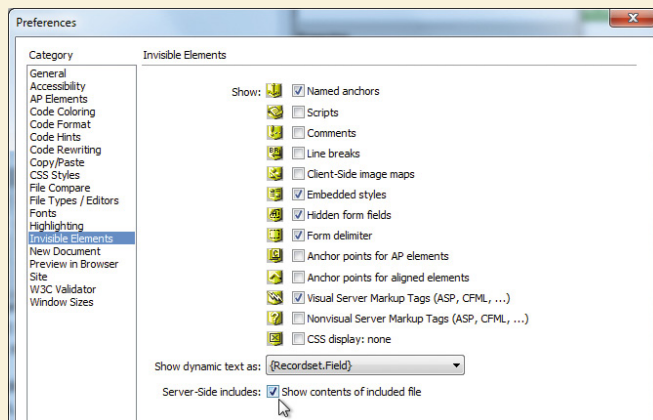 Preferences
Category
Invisible Elements
General
Accessibility
AP Elements
Code Coloring
Code Format
Code Hints
Code Rewriting
Copy/Paste
CSS Styles
File Compare
File Types / Editors
Fonts
Highlighting
Invisible Elements
New Document
Preview in Browser
Site
W3C Validator
Window Sizes
Show: Named anchors
Scripts
Comments
Line breaks
Client-Side image maps
Embedded styles
Hidden form fields
Form delimiter
Anchor points for AP elements
Anchor points for aligned elements
Visual Server Markup Tags (ASP, CFML, ...)
Nonvisual Server Markup Tags (ASP, CFML, ...)
CSS display: none
Show dynamic text as: {Recordset.Field}
Server-Side includes: Show contents of included file